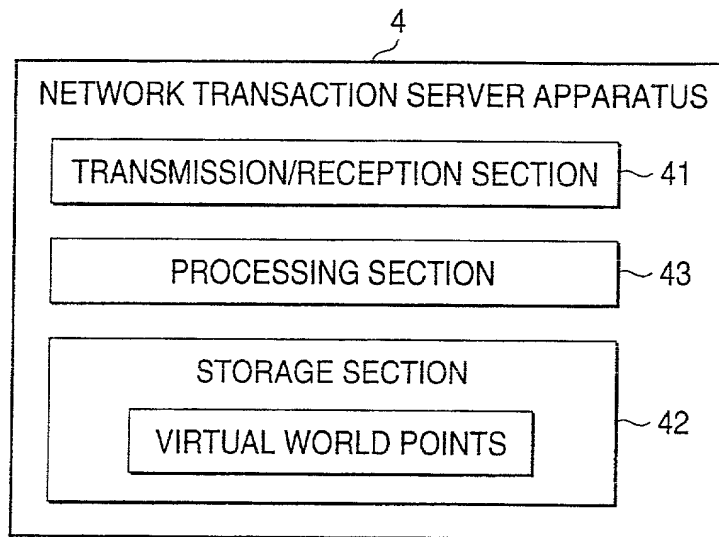 4
NETWORK TRANSACTION SERVER APPARATUS
TRANSMISSION/RECEPTION SECTION 41
PROCESSING SECTION 43
STORAGE SECTION
42
VIRTUAL WORLD POINTS